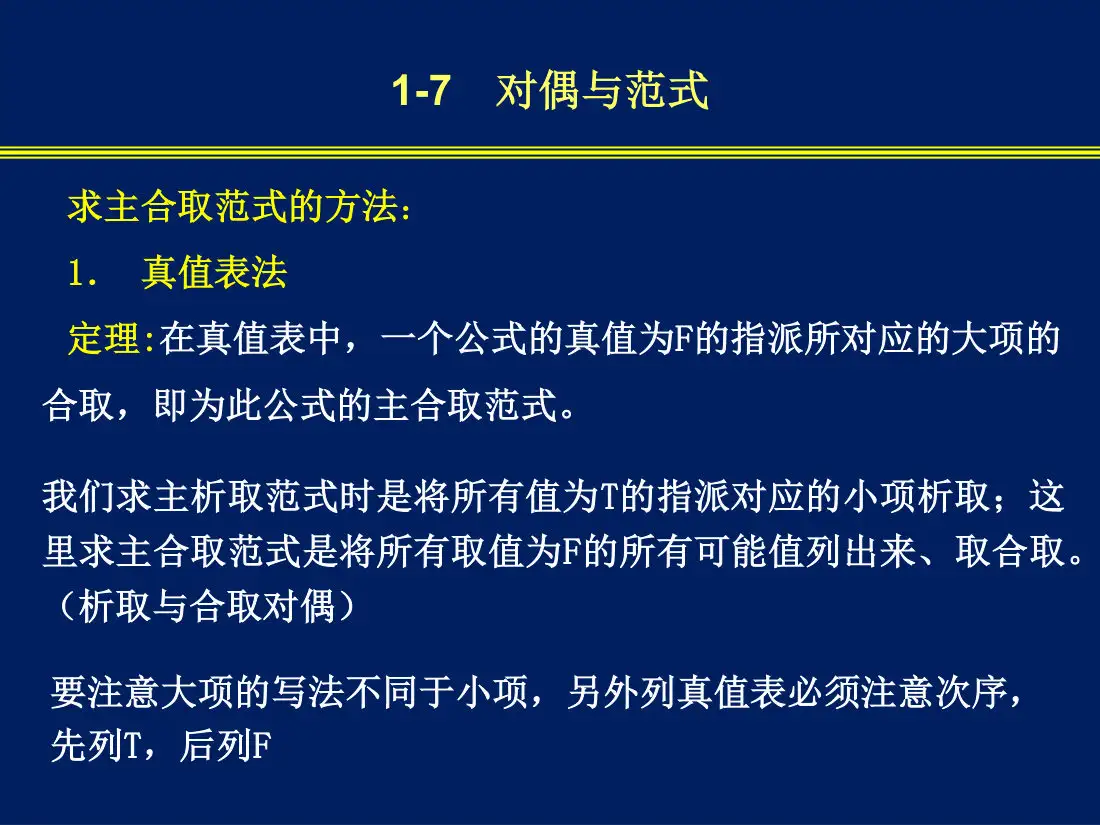 1-7 对偶与范式
求主合取范式的方法：
1． 真值表法
定理:在真值表中，一个公式的真值为F的指派所对应的大项的
合取，即为此公式的主合取范式。
我们求主析取范式时是将所有值为T的指派对应的小项析取；这
里求主合取范式是将所有取值为F的所有可能值列出来、取合取。
（析取与合取对偶）
要注意大项的写法不同于小项，另外列真值表必须注意次序，
先列T，后列F